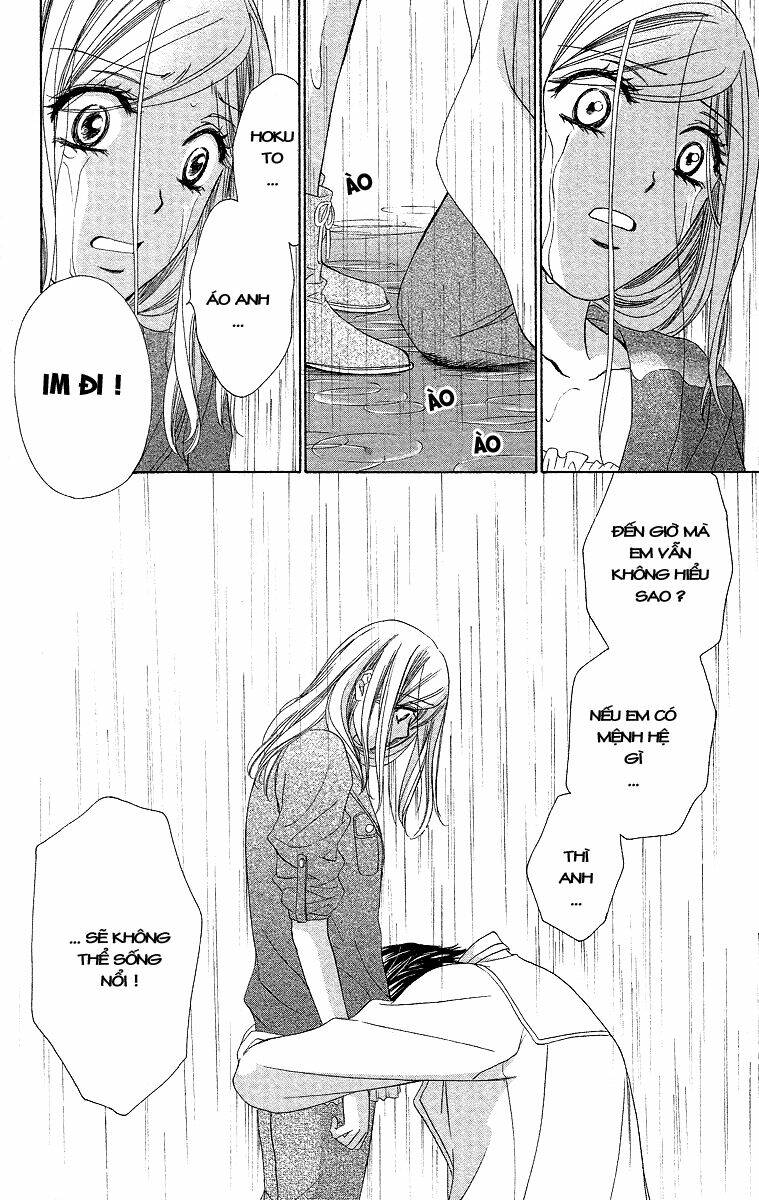 HOKU
TO
...
ÁO ANH
...
IM ĐI !
ÀO
ÀO
ÀO
ĐẾN GIỜ MÀ
EM VẪN
KHÔNG HIỂU
SAO ?
NẾU EM CÓ
MỆNH HỆ
GÌ
...
THÌ
ANH
...
... SẼ KHÔNG
THỂ SỐNG
NỔI !